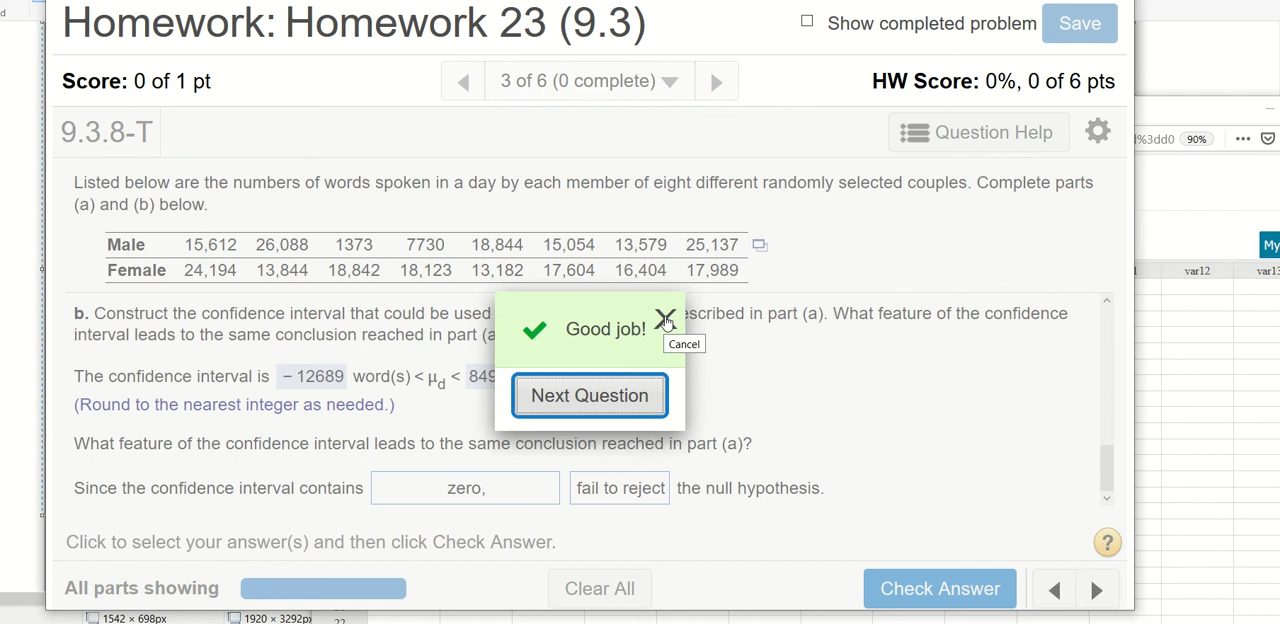 d
Homework: Homework 23 (9.3)
Show completed problem
Save
Score: 0 of 1 pt
3 of 6 (0 complete)
HW Score: 0%, 0 of 6 pts
9.3.8-T
Question Help
%3dd0
90%
Listed below are the numbers of words spoken in a day by each member of eight different randomly selected couples. Complete parts
(a) and (b) below.
Male 15,612 26,088 1373 7730 18,844 15,054 13,579 25,137
Female 24,194 13,844 18,842 18,123 13,182 17,604 16,404 17,989
My
1 var12 var13
b. Construct the confidence interval that could be used
escribed in part (a). What feature of the confidence
interval leads to the same conclusion reached in part (a
Good job!
Cancel
The confidence interval is − 12689 word(s) < μd < 849
Next Question
(Round to the nearest integer as needed.)
What feature of the confidence interval leads to the same conclusion reached in part (a)?
Since the confidence interval contains zero, fail to reject the null hypothesis.
Click to select your answer(s) and then click Check Answer.
?
All parts showing
Clear All
Check Answer
1542 × 698px
1920 × 3292p
22